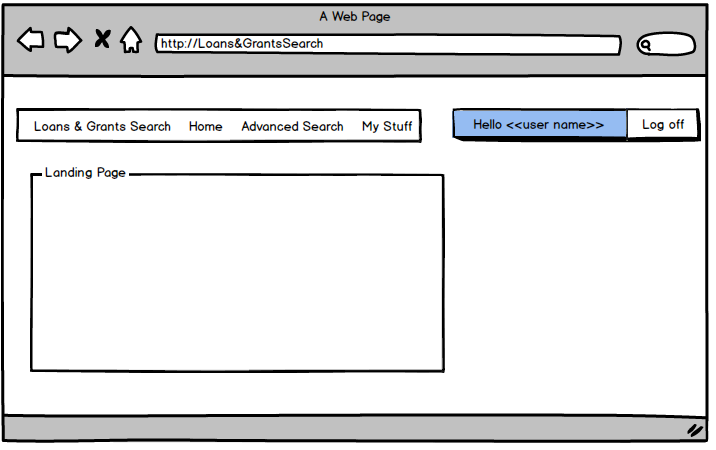 A Web Page
http://Loans&GrantsSearch
Loans & Grants Search Home Advanced Search My Stuff
Hello <<user name>> Log off
Landing Page